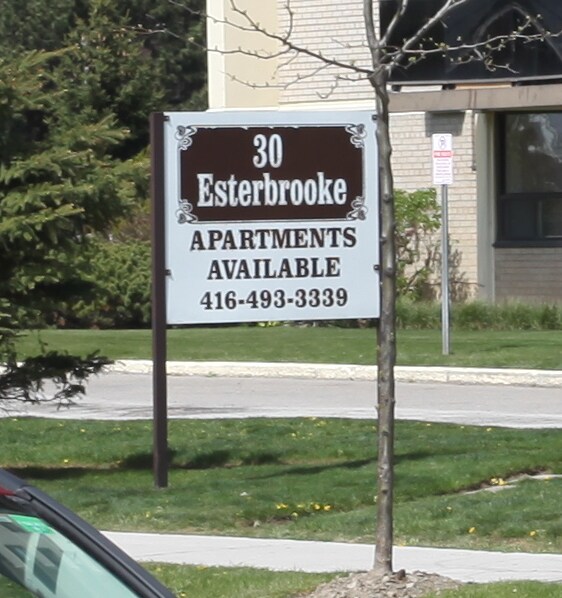 30
Esterbrooke
APARTMENTS
AVAILABLE
416-493-3339